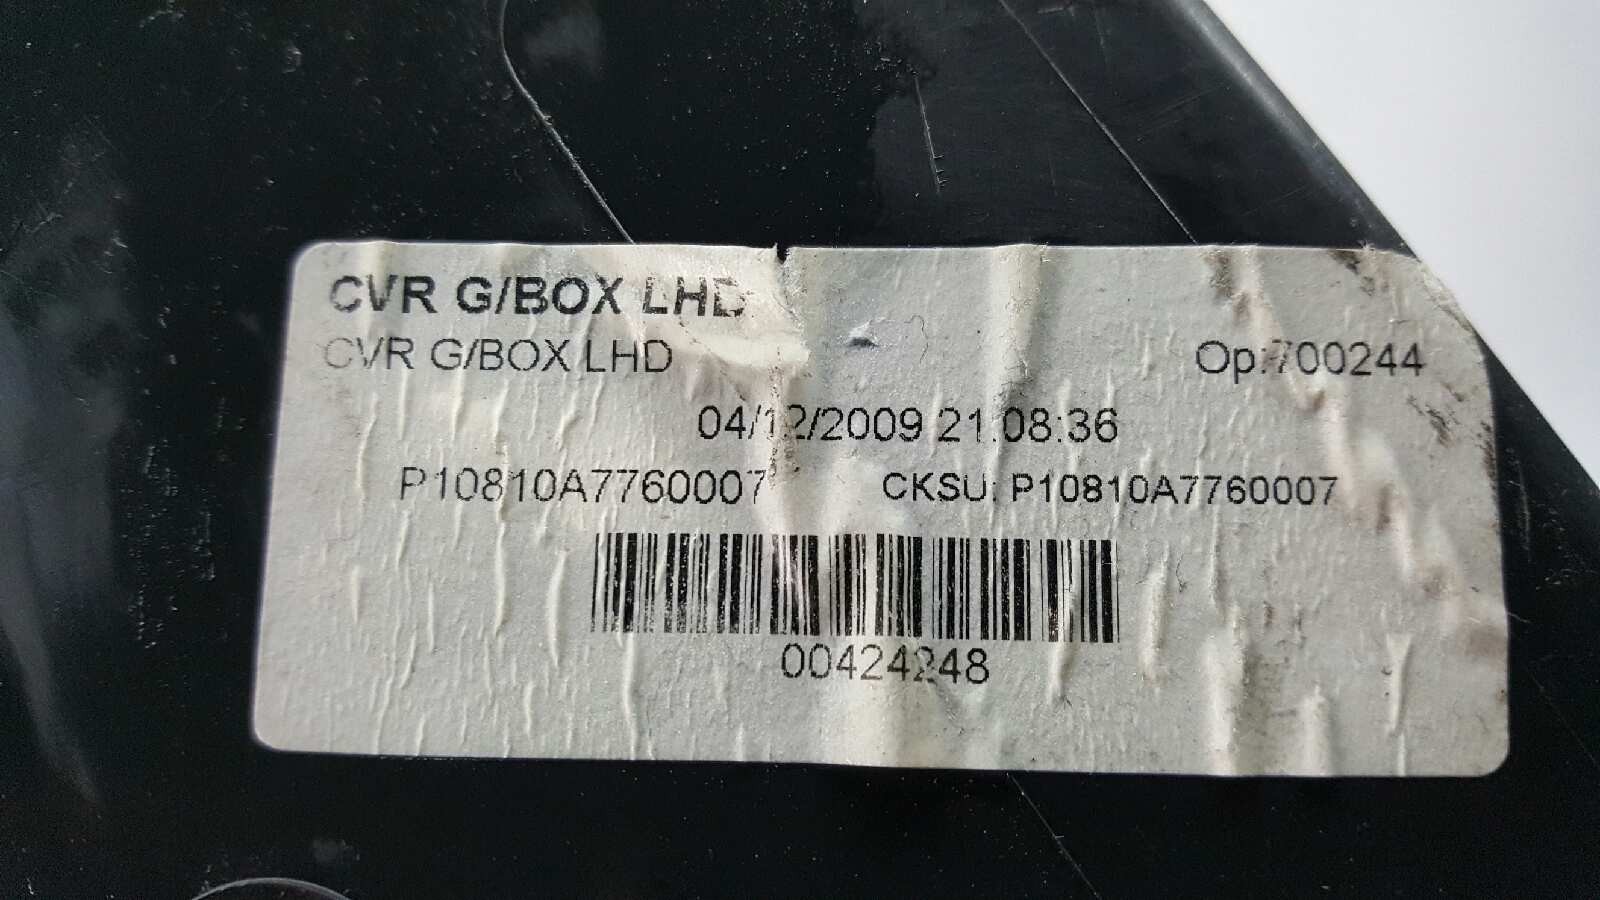 CVR G/BOX LHD
CVR G/BOX LHD Op:700244
04/12/2009 21:08:36
P10810A7760007 CKSU: P10810A7760007
00424248